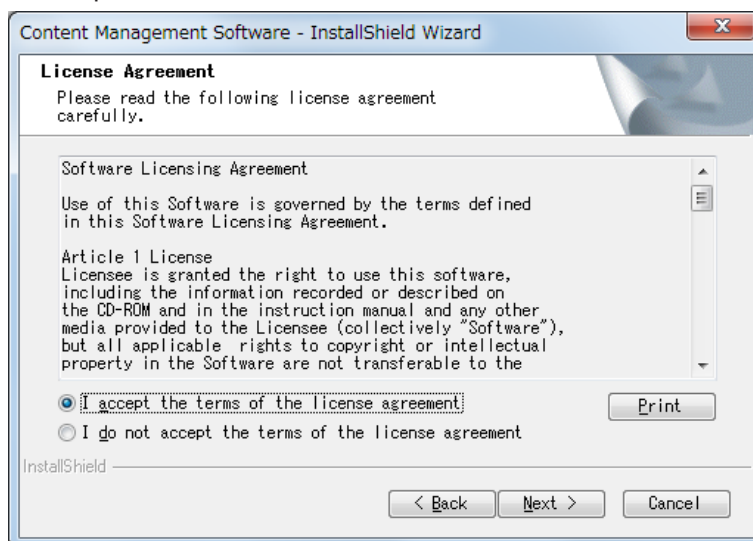 Content Management Software - InstallShield Wizard
License Agreement
Please read the following license agreement
carefully.
Software Licensing Agreement
Use of this Software is governed by the terms defined
in this Software Licensing Agreement.
Article 1 License
Licensee is granted the right to use this software,
including the information recorded or described on
the CD-ROM and in the instruction manual and any other
media provided to the Licensee (collectively "Software"),
but all applicable  rights to copyright or intellectual
property in the Software are not transferable to the
I accept the terms of the license agreement
Print
I do not accept the terms of the license agreement
InstallShield
< Back
Next >
Cancel